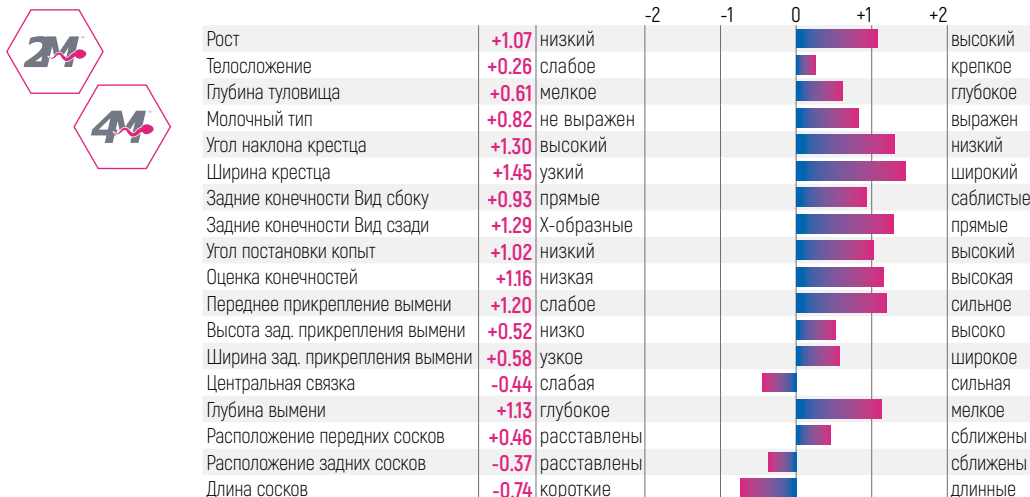 2M™
4M™
-2 -1 0 +1 +2
Рост +1.07 низкий высокий
Телосложение +0.26 слабое крепкое
Глубина туловища +0.61 мелкое глубокое
Молочный тип +0.82 не выражен выражен
Угол наклона крестца +1.30 высокий низкий
Ширина крестца +1.45 узкий широкий
Задние конечности Вид сбоку +0.93 прямые саблистые
Задние конечности Вид сзади +1.29 Х-образные прямые
Угол постановки копыт +1.02 низкий высокий
Оценка конечностей +1.16 низкая высокая
Переднее прикрепление вымени +1.20 слабое сильное
Высота зад. прикрепления вымени +0.52 низко высоко
Ширина зад. прикрепления вымени +0.58 узкое широкое
Центральная связка -0.44 слабая сильная
Глубина вымени +1.13 глубокое мелкое
Расположение передних сосков +0.46 расставлены сближены
Расположение задних сосков -0.37 расставлены сближены
Длина сосков -0.74 короткие длинные